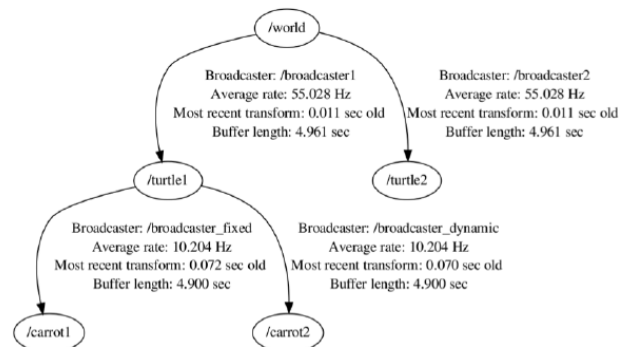 /world
Broadcaster: /broadcaster1
Average rate: 55.028 Hz
Most recent transform: 0.011 sec old
Buffer length: 4.961 sec
Broadcaster: /broadcaster2
Average rate: 55.028 Hz
Most recent transform: 0.011 sec old
Buffer length: 4.961 sec
/turtle1
/turtle2
Broadcaster: /broadcaster_fixed
Average rate: 10.204 Hz
Most recent transform: 0.072 sec old
Buffer length: 4.900 sec
Broadcaster: /broadcaster_dynamic
Average rate: 10.204 Hz
Most recent transform: 0.070 sec old
Buffer length: 4.900 sec
/carrot1
/carrot2